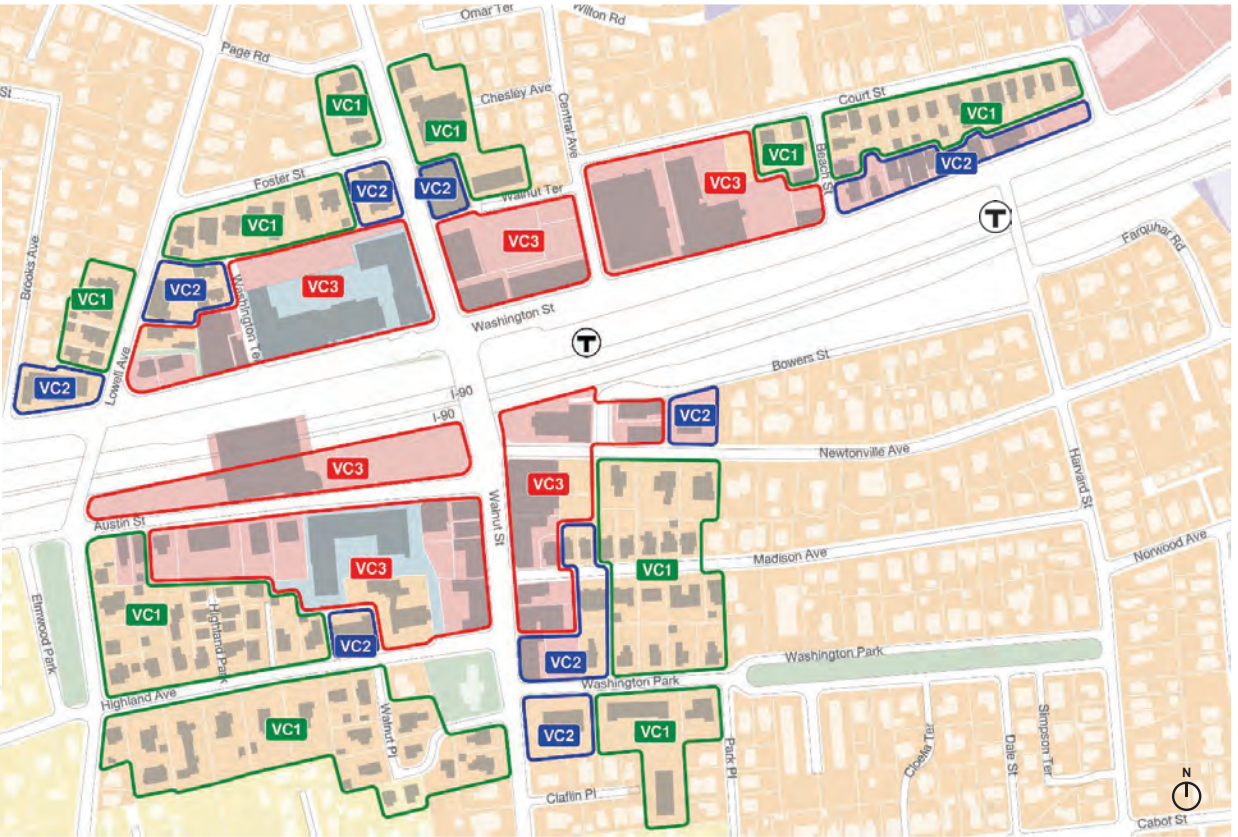 Omar Ter
Wilton Rd
Page Rd
St
VC1
Chesley Ave
Central Ave
Court St
VC1
VC1
VC1
Beach St
VC2
Foster St
VC2
VC2
Walnut Ter
VC3
T
VC1
VC3
Farquhar Rd
Brooks Ave
VC2
Washington Te
VC3
VC1
Washington St
T
Lowell Ave
Bowers St
VC2
I-90
I-90
VC2
Newtonville Ave
VC3
VC3
Harvard St
Austin St
Walnut St
Madison Ave
Norwood Ave
VC3
VC1
VC1
Highland Park
Elmwood Park
VC2
VC2
Washington Park
Washington Park
Highland Ave
VC1
Walnut Pl
VC2
VC1
Park Pl
Cloelia Ter
Dale St
Simpson Ter
N
Claflin Pl
Cabot St